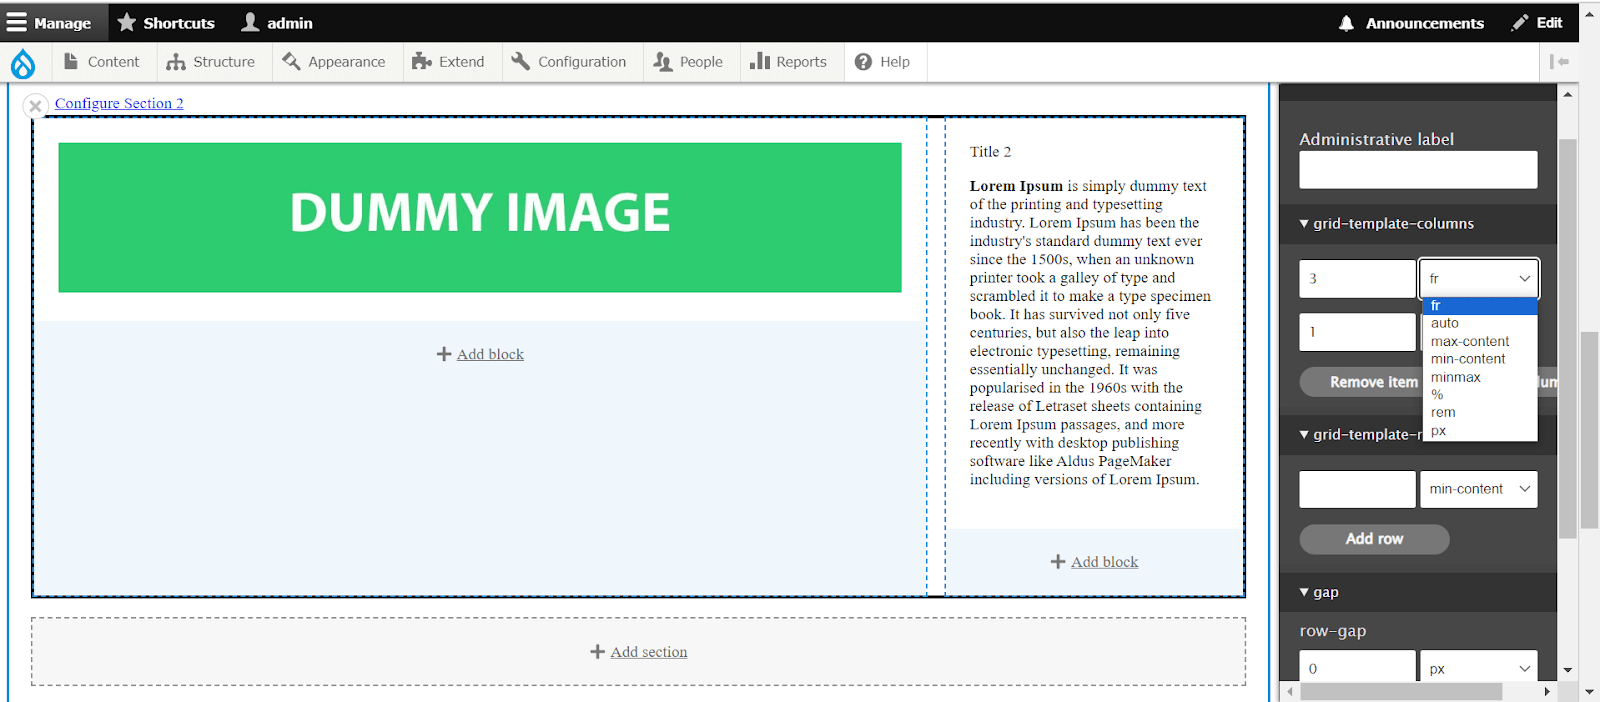 Manage Shortcuts admin Announcements Edit
Content Structure Appearance Extend Configuration People Reports Help
Configure Section 2
DUMMY IMAGE
Add block
Title 2
Lorem Ipsum is simply dummy text
of the printing and typesetting
industry. Lorem Ipsum has been the
industry's standard dummy text ever
since the 1500s, when an unknown
printer took a galley of type and
scrambled it to make a type specimen
book. It has survived not only five
centuries, but also the leap into
electronic typesetting, remaining
essentially unchanged. It was
popularised in the 1960s with the
release of Letraset sheets containing
Lorem Ipsum passages, and more
recently with desktop publishing
software like Aldus PageMaker
including versions of Lorem Ipsum.
Add block
Add section
Administrative label
grid-template-columns
3 fr
fr
auto
max-content
min-content
minmax
%
rem
px
1
Remove item
grid-template-r
min-content
Add row
gap
row-gap
0 px